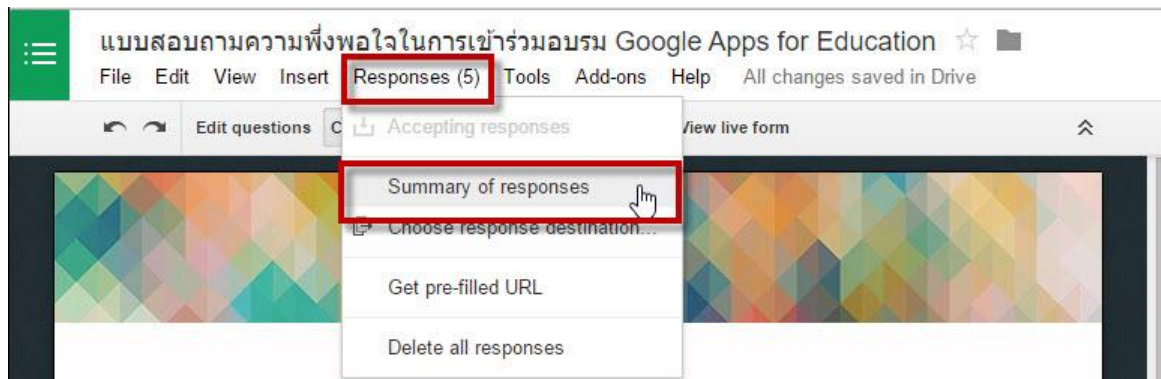 แบบสอบถามความพึ่งพอใจในการเข้าร่วมอบรม Google Apps for Education
File Edit View Insert Responses (5) Tools Add-ons Help All changes saved in Drive
Edit questions C Accepting responses View live form
Summary of responses
Choose response destination...
Get pre-filled URL
Delete all responses